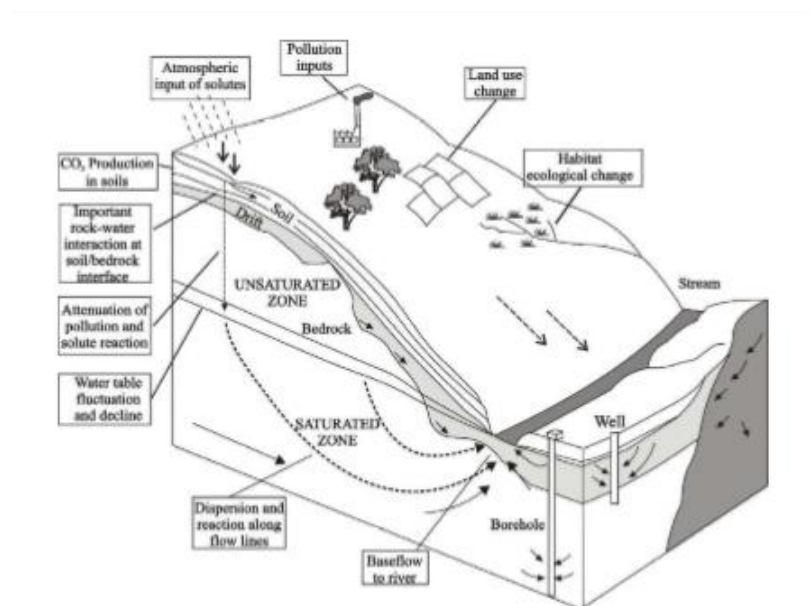 Pollution
inputs
Atmospheric
input of solutes
Land use
change
CO₂ Production
in soils
Habitat
ecological change
Important
rock-water
interaction at
soil/bedrock
interface
Soil
Drift
UNSATURATED
ZONE
Stream
Attenuation of
pollution and
solute reaction
Bedrock
Water table
fluctuation
and decline
SATURATED
ZONE
Well
Dispersion and
reaction along
flow lines
Borehole
Baseflow
to river